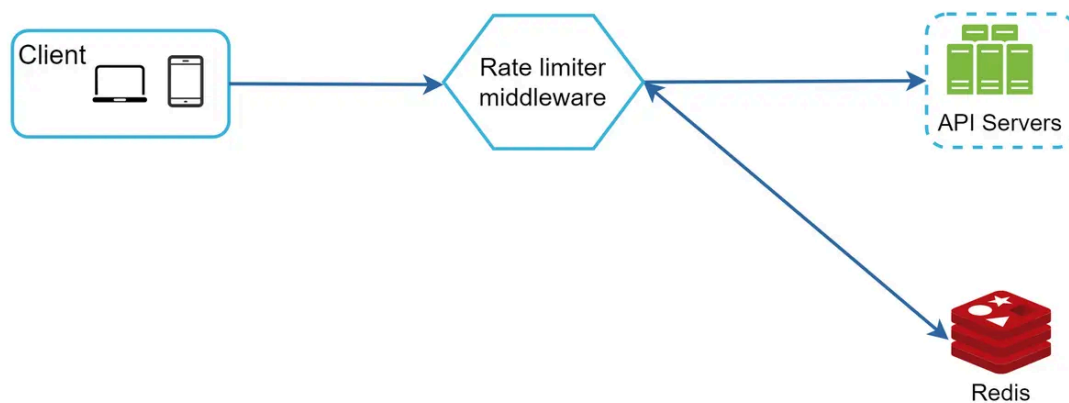 Client
Rate limiter
middleware
API Servers
Redis